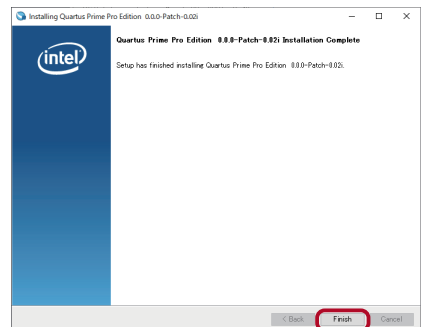 Installing Quartus Prime Pro Edition 0.0.0-Patch-0.02i
intel
Quartus Prime Pro Edition 0.0.0-Patch-0.02i Installation Complete
Setup has finished installing Quartus Prime Pro Edition 0.0.0-Patch-0.02i.
< Back Finish Cancel